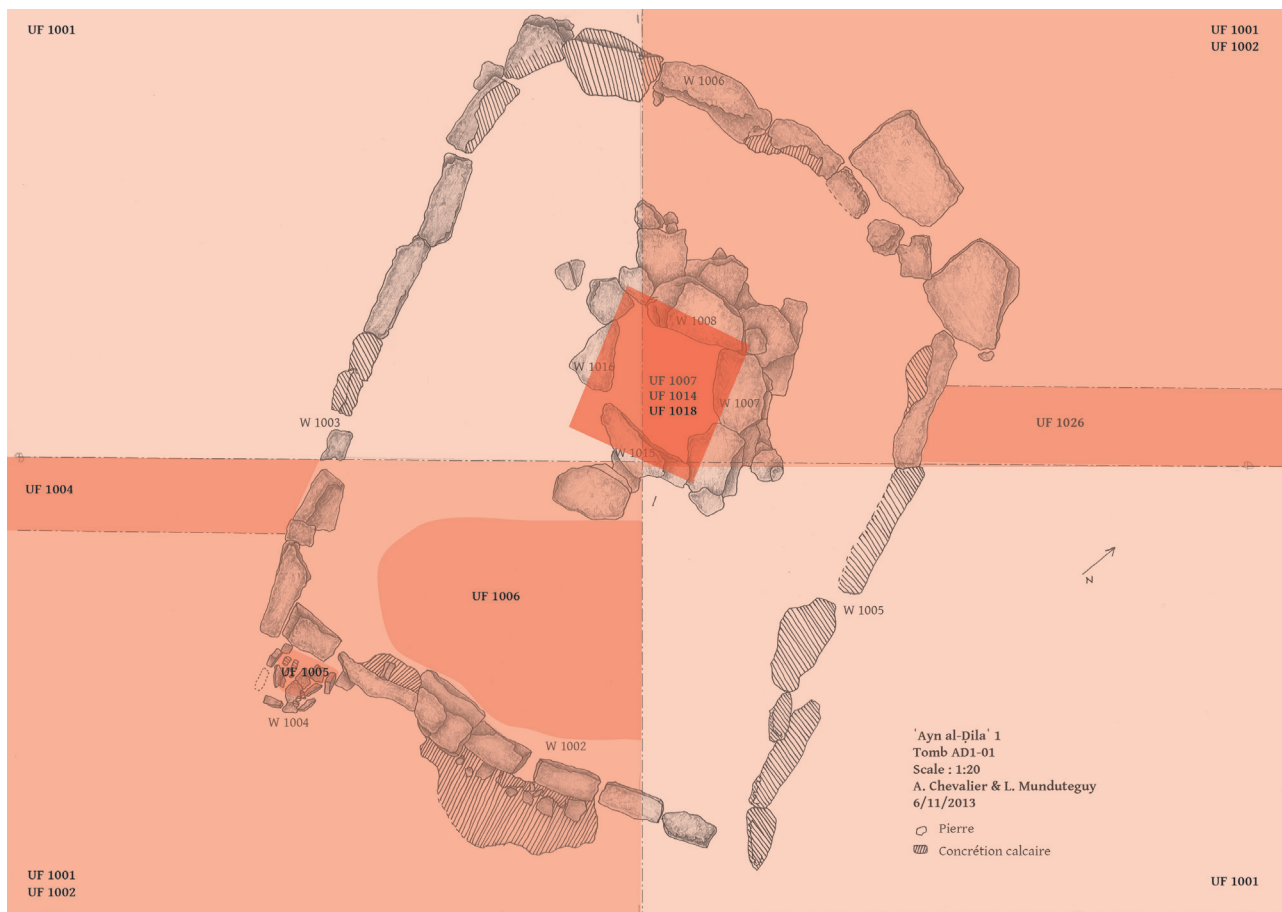 UF 1001
UF 1001
UF 1002
W 1006
W 1008
W 1016
UF 1007
UF 1014
UF 1018
W 1007
W 1003
UF 1026
W 1015
UF 1004
N
UF 1006
W 1005
UF 1005
W 1004
W 1002
ʿAyn al-Ḍilaʿ 1
Tomb AD1-01
Scale : 1:20
A. Chevalier & L. Munduteguy
6/11/2013
Pierre
Concrétion calcaire
UF 1001
UF 1002
UF 1001